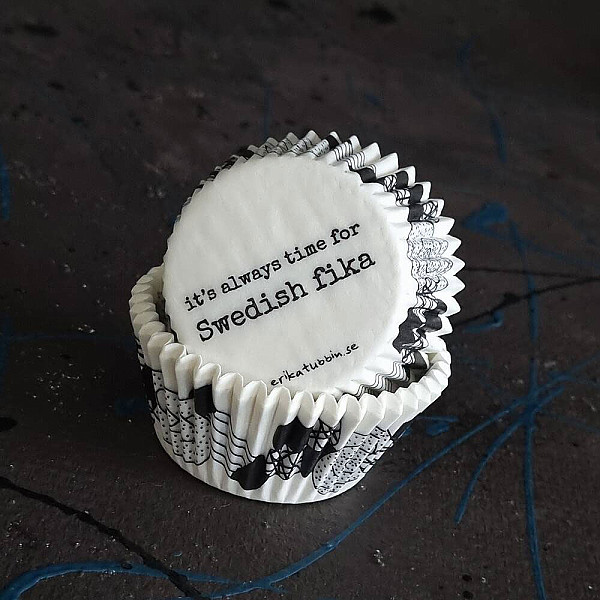 it's always time for
Swedish fika
erikatubbin.se